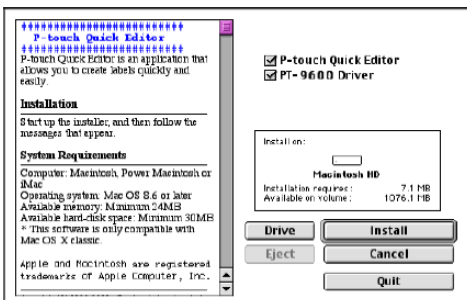 ++++++++++++++++++++++++
P-touch Quick Editor
++++++++++++++++++++++++
P-touch Quick Editor is an application that
allows you to create labels quickly and
easily.
Installation
Start up the installer, and then follow the
messages that appear.
System Requirements
Computer: Macintosh, Power Macintosh or
iMac
Operating system: Mac OS 8.6 or later
Available memory: Minimum 24MB
Available hard-disk space: Minimum 30MB
* This software is only compatible with
Mac OS X classic.
Apple and Macintosh are registered
trademarks of Apple Computer, Inc.
P-touch Quick Editor
PT-9600 Driver
Install on:
Macintosh HD
Installation requires: 7.1 MB
Available on volume: 1076.1 MB
Drive
Install
Eject
Cancel
Quit